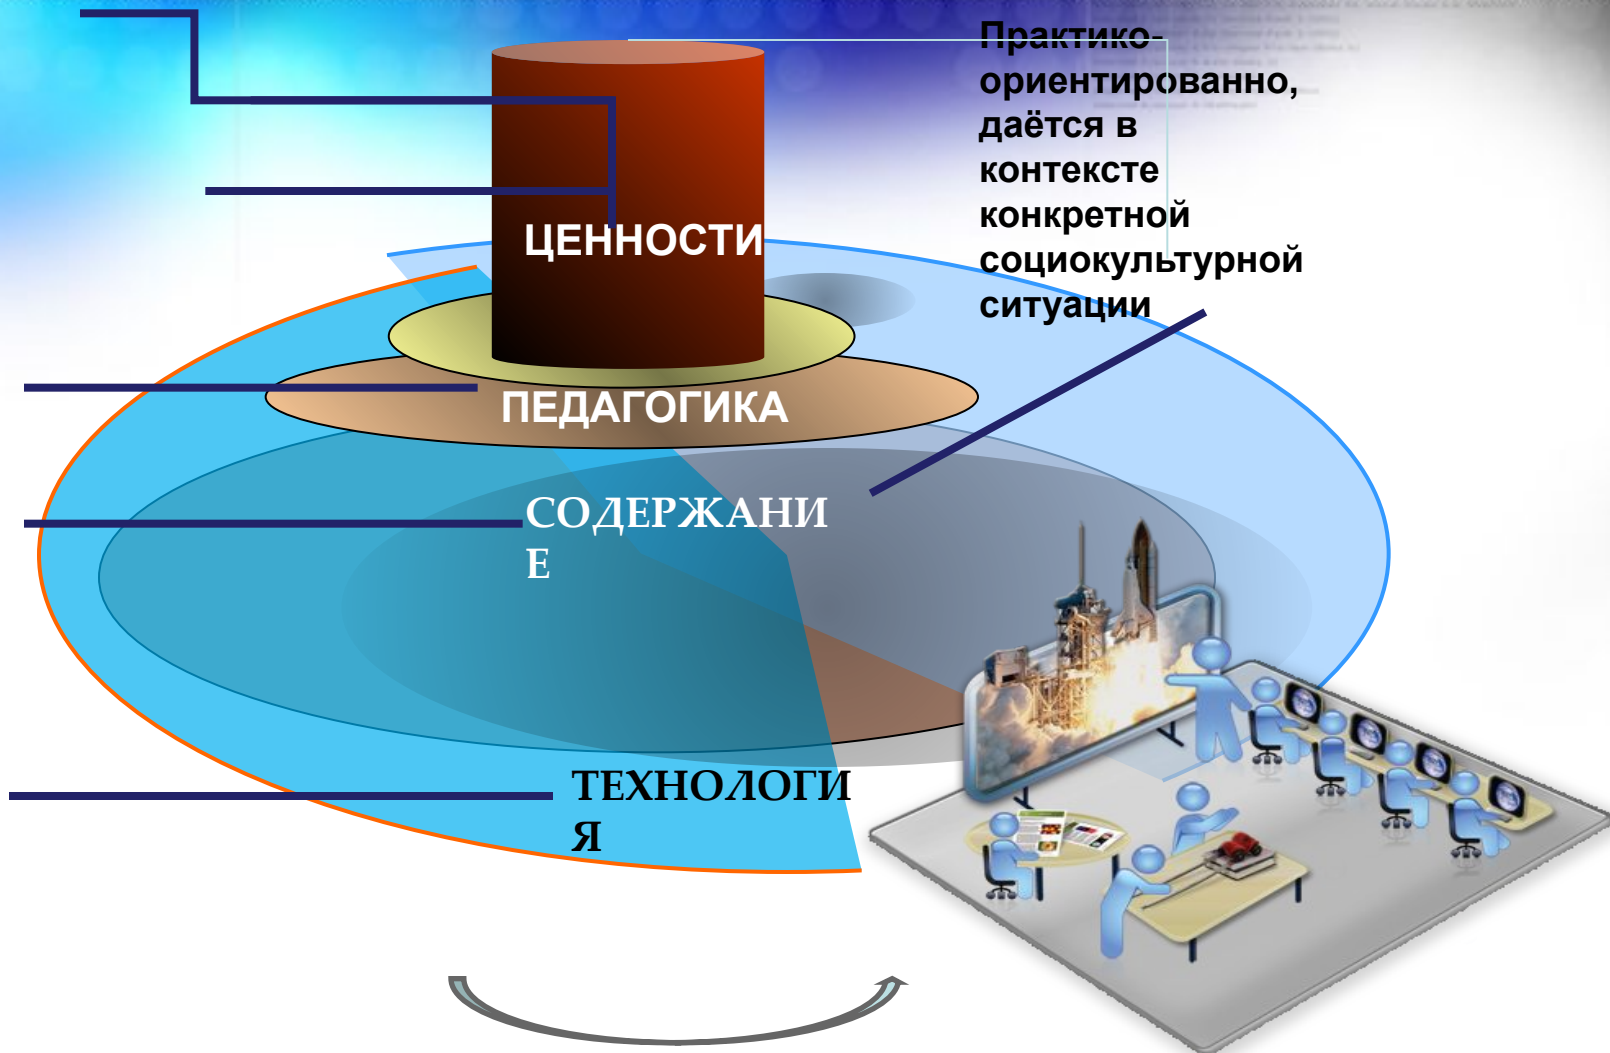 Практико-
ориентированно,
даётся в
контексте
конкретной
социокультурной
ситуации
ЦЕННОСТИ
ПЕДАГОГИКА
СОДЕРЖАНИ
Е
ТЕХНОЛОГИ
Я